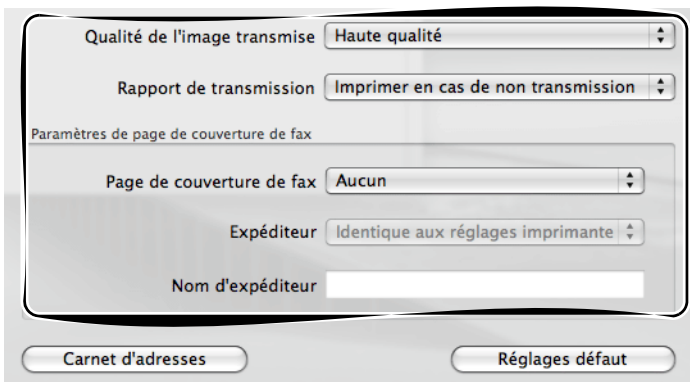 Qualité de l'image transmise Haute qualité
Rapport de transmission Imprimer en cas de non transmission
Paramètres de page de couverture de fax
Page de couverture de fax Aucun
Expéditeur Identique aux réglages imprimante
Nom d'expéditeur
Carnet d'adresses Réglages défaut